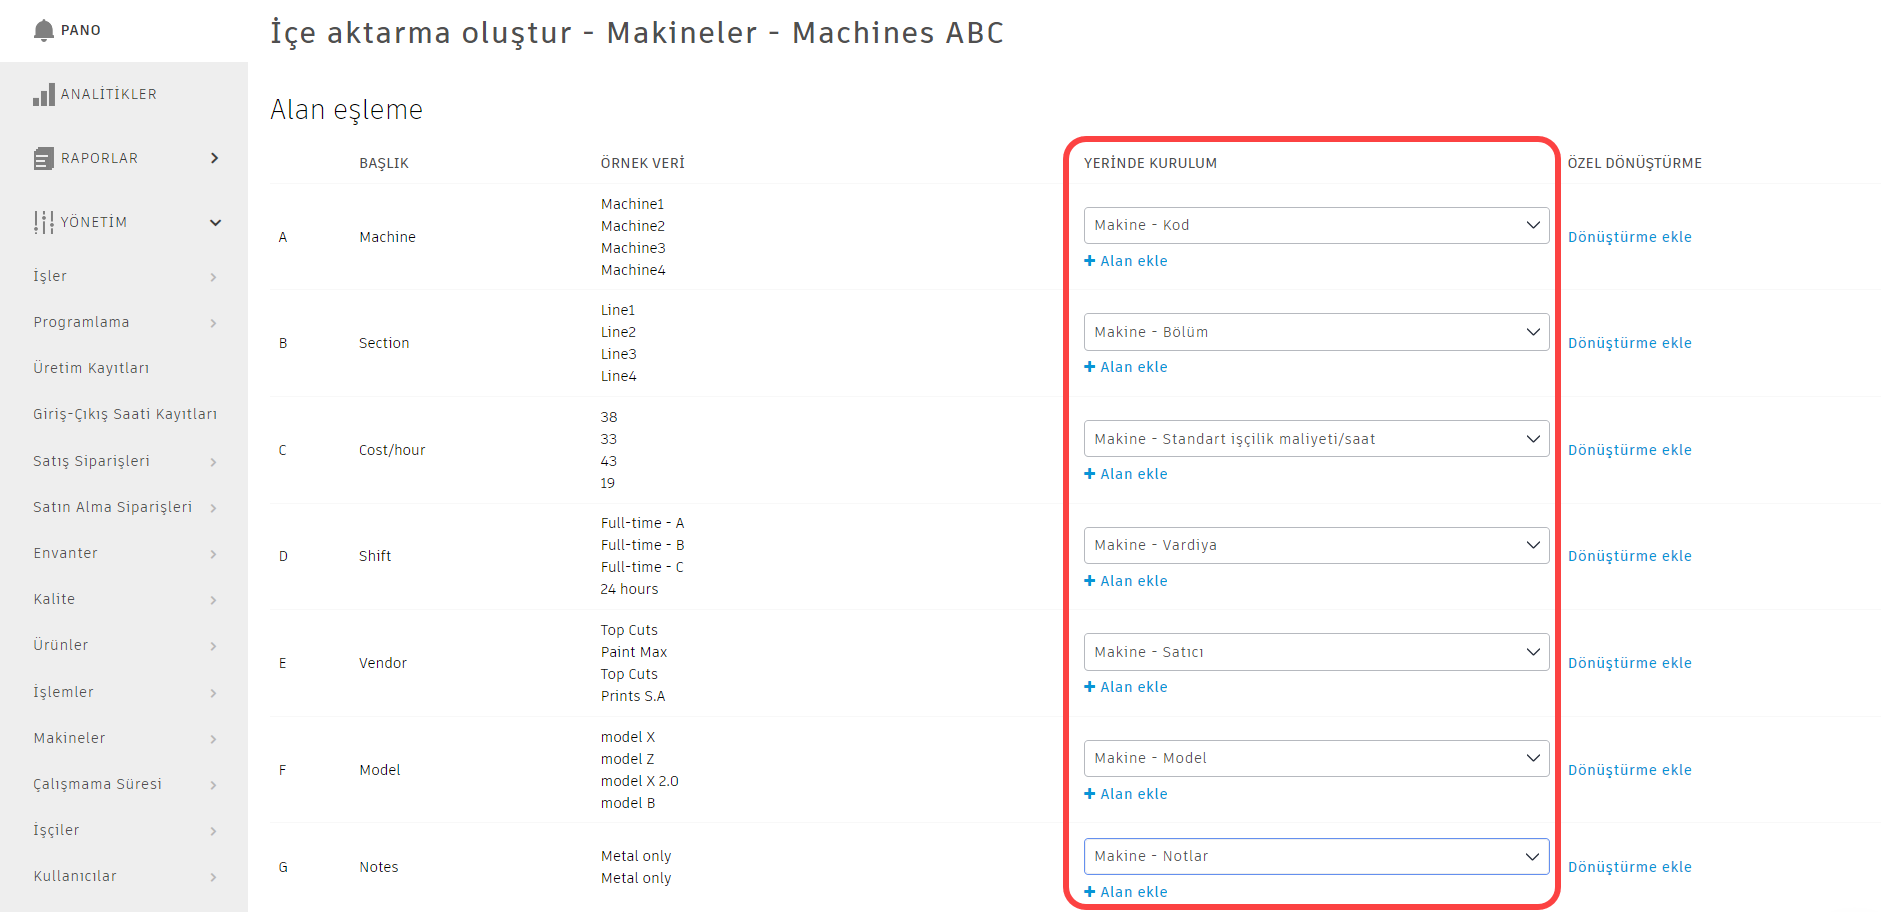 PANO
ANALİTİKLER
RAPORLAR
YÖNETİM
İşler
Programlama
Üretim Kayıtları
Giriş-Çıkış Saati Kayıtları
Satış Siparişleri
Satın Alma Siparişleri
Envanter
Kalite
Ürünler
İşlemler
Makineler
Çalışmama Süresi
İşçiler
Kullanıcılar
İçe aktarma oluştur - Makineler - Machines ABC
Alan eşleme
BAŞLIK ÖRNEK VERİ YERİNDE KURULUM ÖZEL DÖNÜŞTÜRME
A Machine
Machine1
Machine2
Machine3
Machine4
Makine - Kod
+ Alan ekle
Dönüştürme ekle
B Section
Line1
Line2
Line3
Line4
Makine - Bölüm
+ Alan ekle
Dönüştürme ekle
C Cost/hour
38
33
43
19
Makine - Standart işçilik maliyeti/saat
+ Alan ekle
Dönüştürme ekle
D Shift
Full-time - A
Full-time - B
Full-time - C
24 hours
Makine - Vardiya
+ Alan ekle
Dönüştürme ekle
E Vendor
Top Cuts
Paint Max
Top Cuts
Prints S.A
Makine - Satıcı
+ Alan ekle
Dönüştürme ekle
F Model
model X
model Z
model X 2.0
model B
Makine - Model
+ Alan ekle
Dönüştürme ekle
G Notes
Metal only
Metal only
Makine - Notlar
+ Alan ekle
Dönüştürme ekle